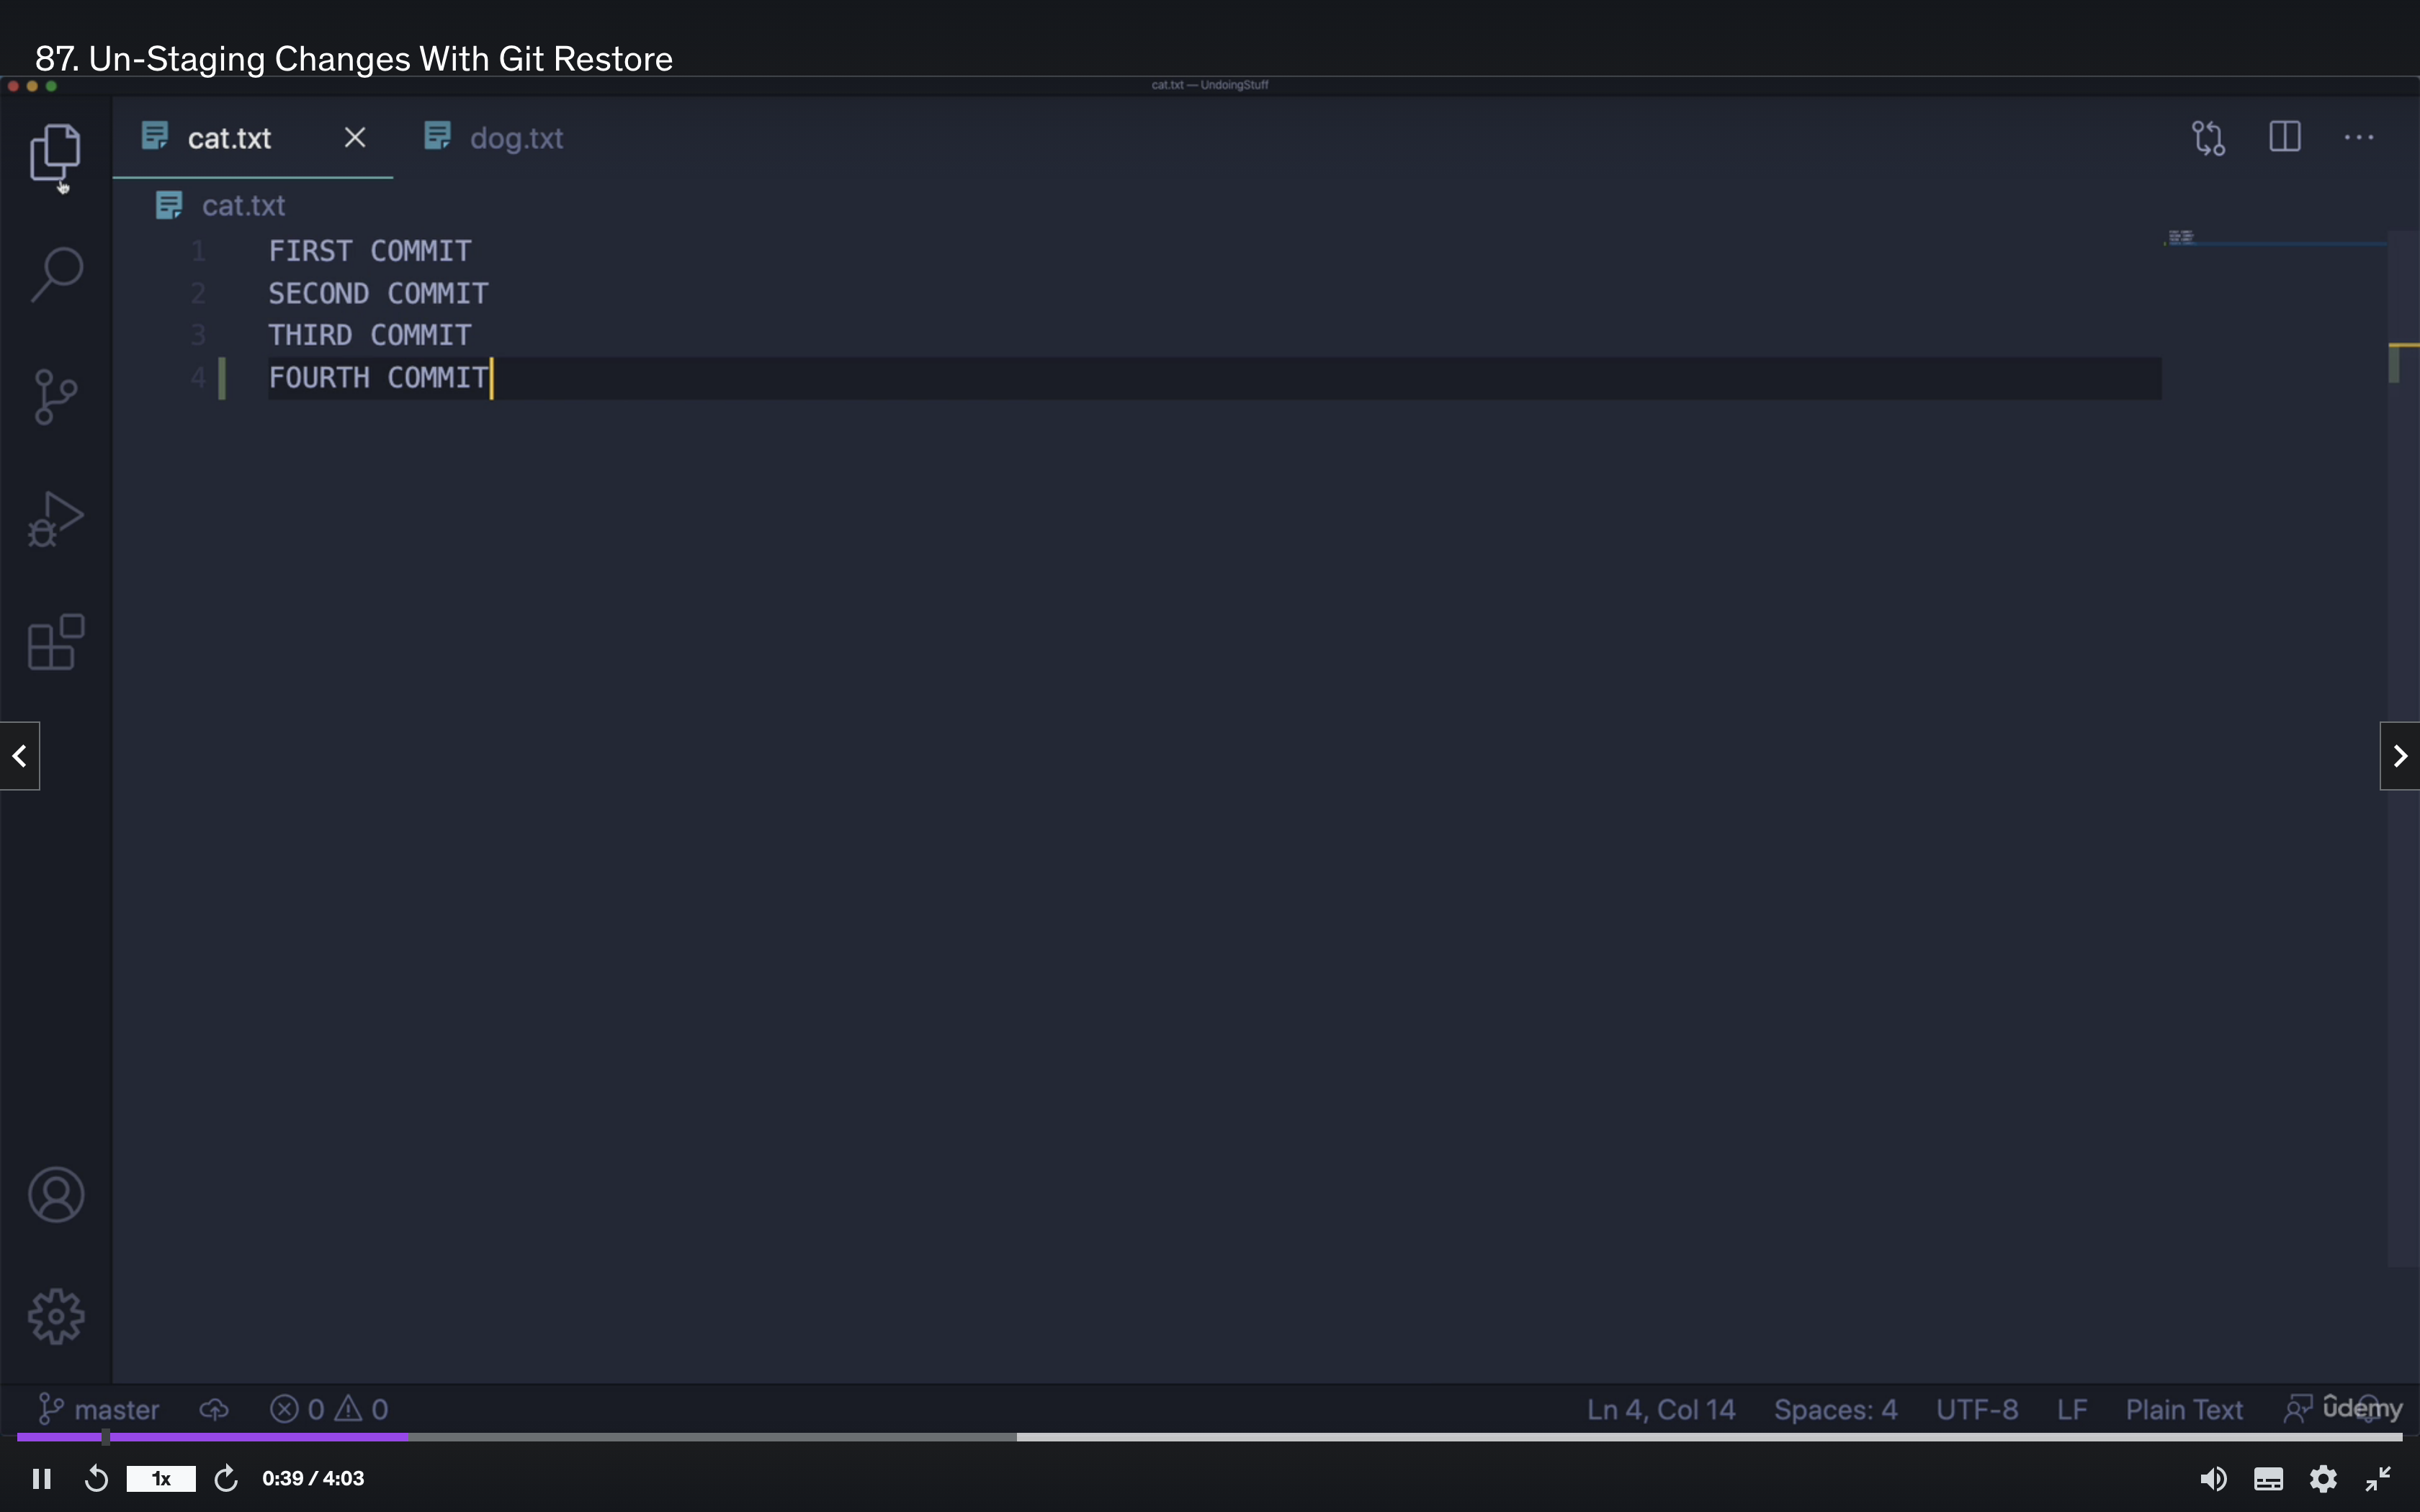 87. Un-Staging Changes With Git Restore
cat.txt — UndoingStuff
cat.txt
dog.txt
cat.txt
1 FIRST COMMIT
2 SECOND COMMIT
3 THIRD COMMIT
4 FOURTH COMMIT
master 0 0 Ln 4, Col 14 Spaces: 4 UTF-8 LF Plain Text ûdemy
1x 0:39 / 4:03